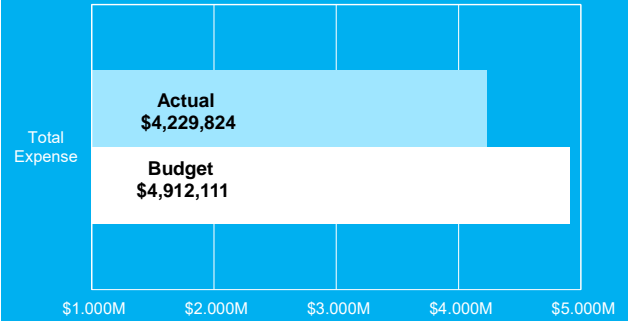 Actual
$4,229,824
Total
Expense
Budget
$4,912,111
$1.000M $2.000M $3.000M $4.000M $5.000M